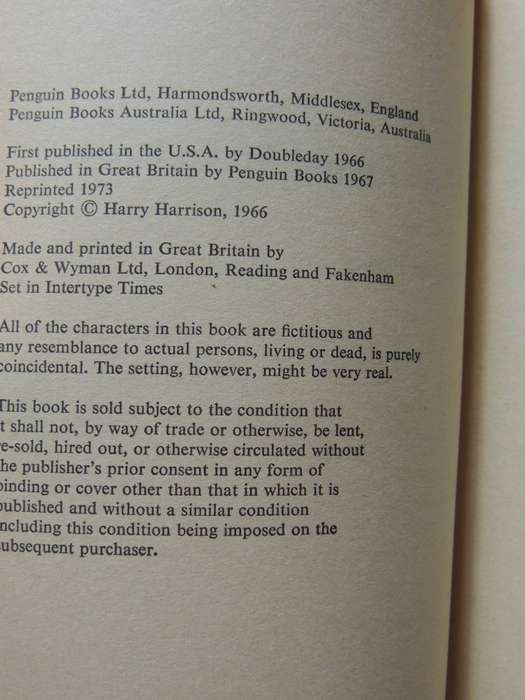 Penguin Books Ltd, Harmondsworth, Middlesex, England
Penguin Books Australia Ltd, Ringwood, Victoria, Australia
First published in the U.S.A. by Doubleday 1966
Published in Great Britain by Penguin Books 1967
Reprinted 1973
Copyright © Harry Harrison, 1966
Made and printed in Great Britain by
Cox & Wyman Ltd, London, Reading and Fakenham
Set in Intertype Times
All of the characters in this book are fictitious and
any resemblance to actual persons, living or dead, is purely
coincidental. The setting, however, might be very real.
This book is sold subject to the condition that
it shall not, by way of trade or otherwise, be lent,
re-sold, hired out, or otherwise circulated without
the publisher's prior consent in any form of
binding or cover other than that in which it is
published and without a similar condition
including this condition being imposed on the
subsequent purchaser.